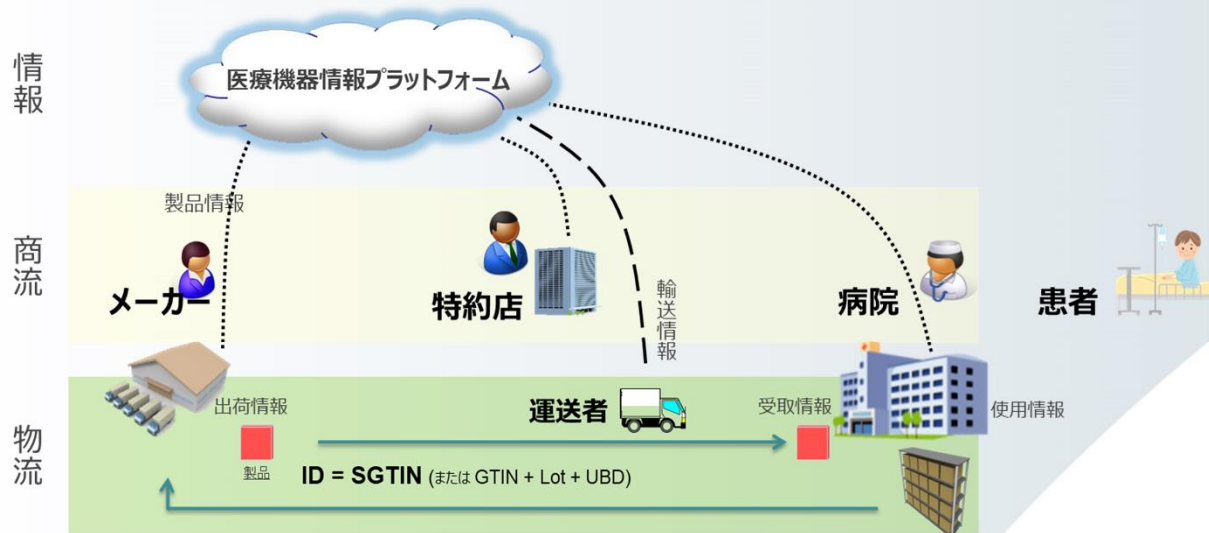 情報
医療機器情報プラットフォーム
製品情報
商流
メーカー
特約店
輸送情報
病院
患者
物流
出荷情報
運送者
受取情報
使用情報
製品
ID = SGTIN (または GTIN + Lot + UBD)